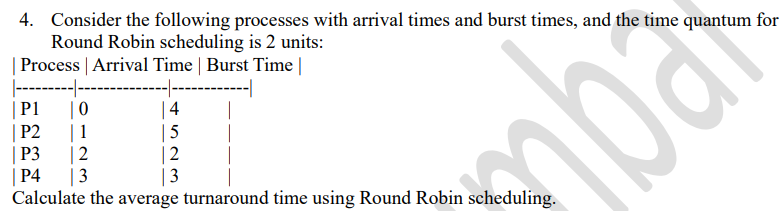 4. Consider the following processes with arrival times and burst times, and the time quantum for
Round Robin scheduling is 2 units:
| Process | Arrival Time | Burst Time |
|---------|--------------|------------|
| P1 | 0 | 4 |
| P2 | 1 | 5 |
| P3 | 2 | 2 |
| P4 | 3 | 3 |
Calculate the average turnaround time using Round Robin scheduling.